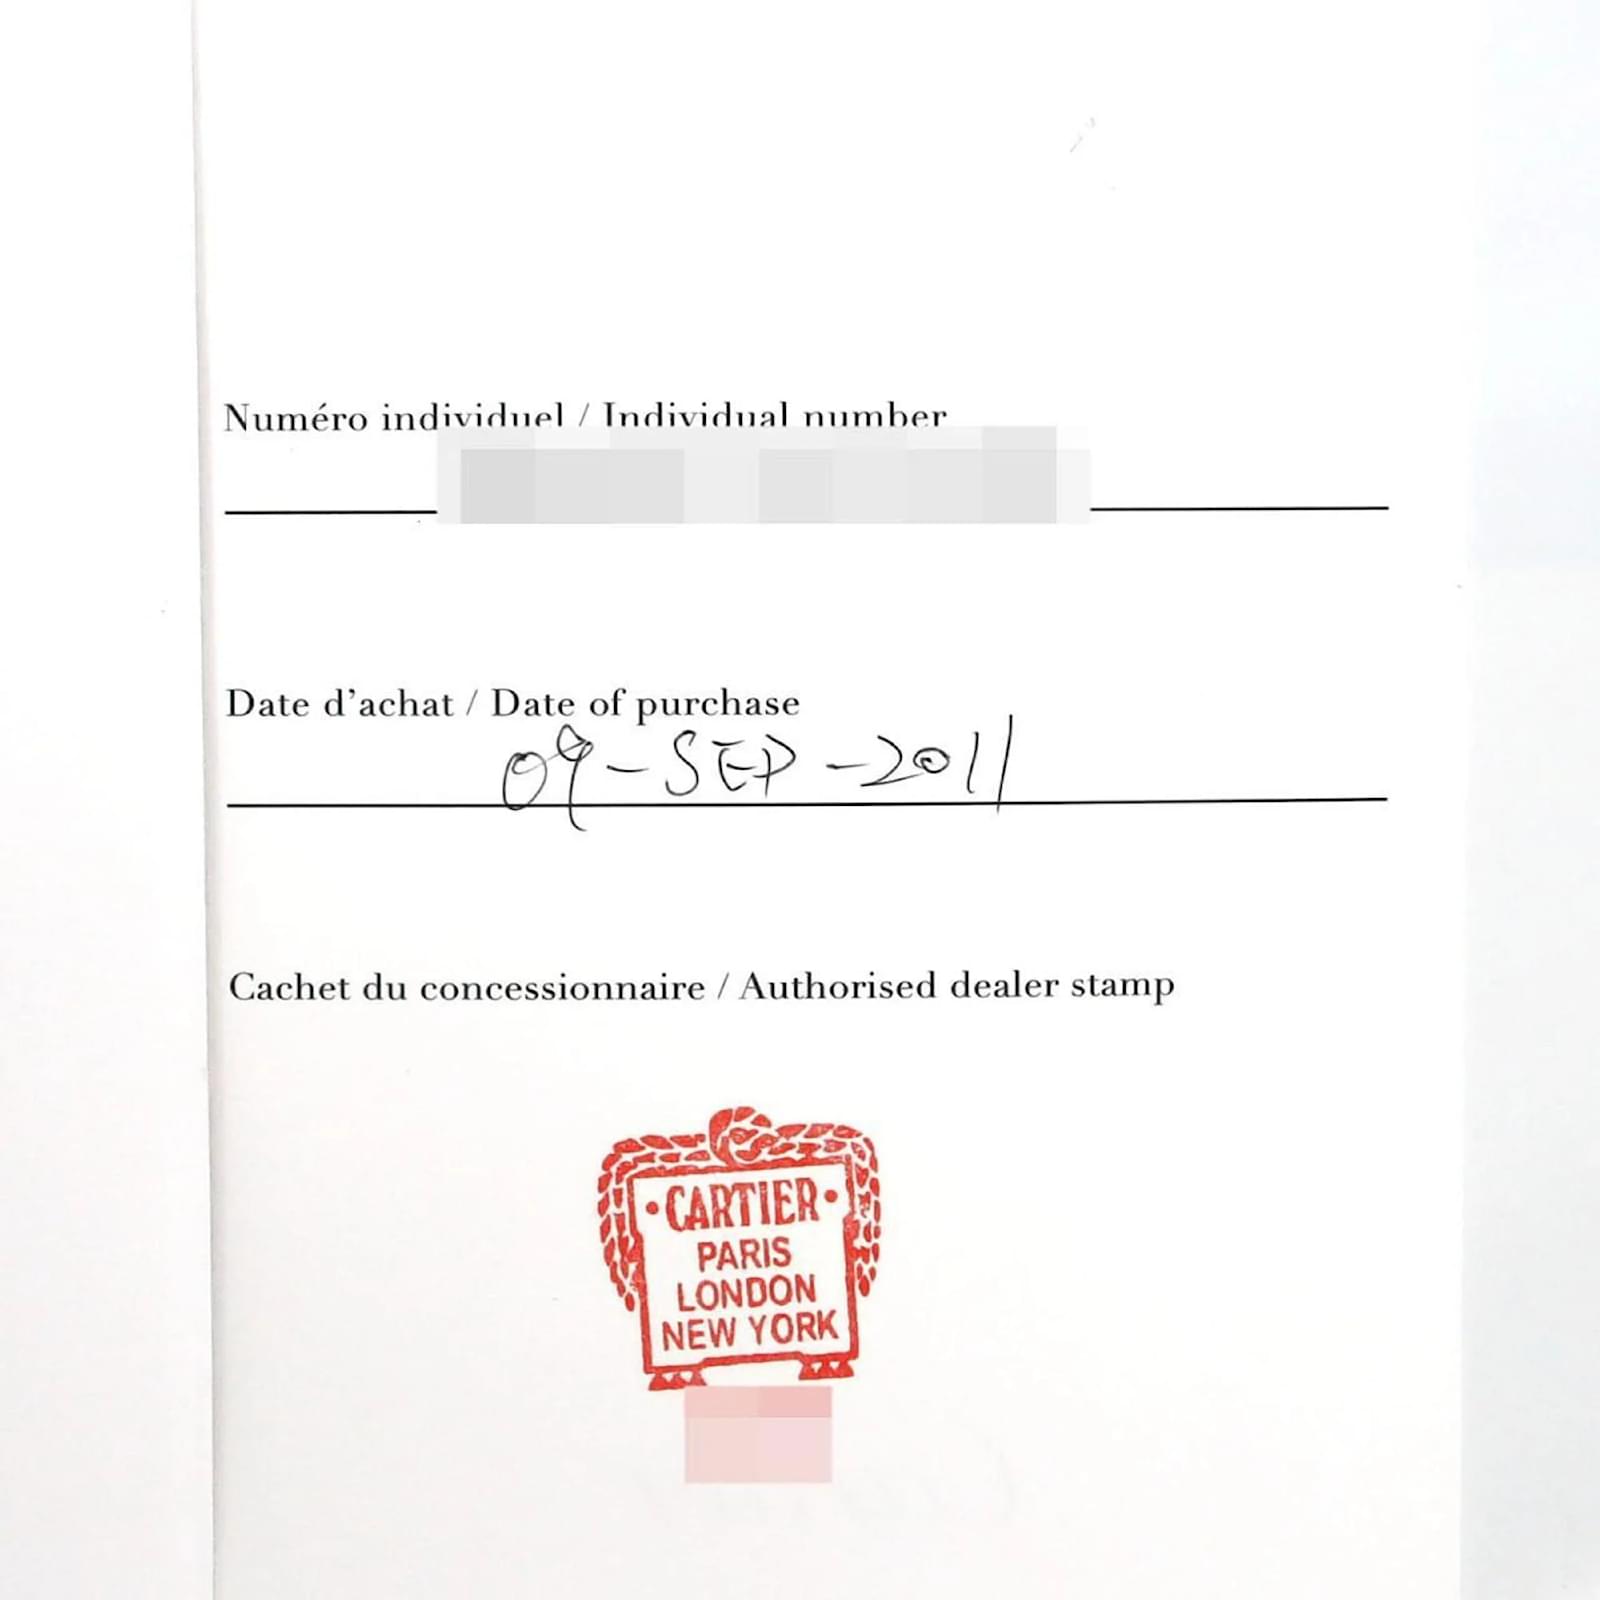 Numéro individuel / Individual number
Date d'achat / Date of purchase
09-SEP-2011
Cachet du concessionnaire / Authorised dealer stamp
·CARTIER·
PARIS
LONDON
NEW YORK